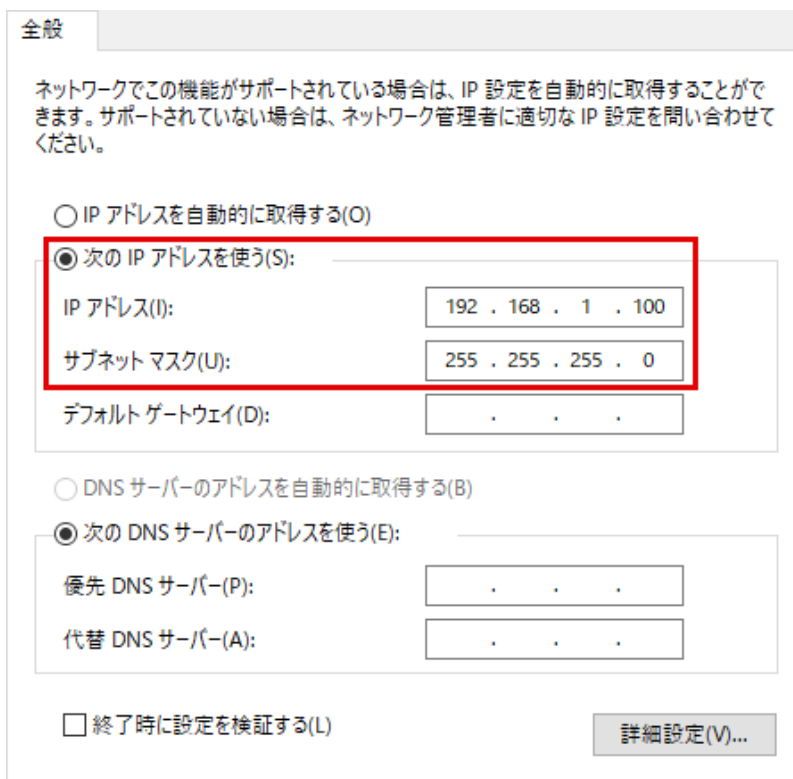 全般
ネットワークでこの機能がサポートされている場合は、IP 設定を自動的に取得することがで
きます。サポートされていない場合は、ネットワーク管理者に適切な IP 設定を問い合わせて
ください。
IP アドレスを自動的に取得する(O)
次の IP アドレスを使う(S):
IP アドレス(I): 192 . 168 . 1 . 100
サブネット マスク(U): 255 . 255 . 255 . 0
デフォルト ゲートウェイ(D): . . .
DNS サーバーのアドレスを自動的に取得する(B)
次の DNS サーバーのアドレスを使う(E):
優先 DNS サーバー(P): . . .
代替 DNS サーバー(A): . . .
終了時に設定を検証する(L)
詳細設定(V)...